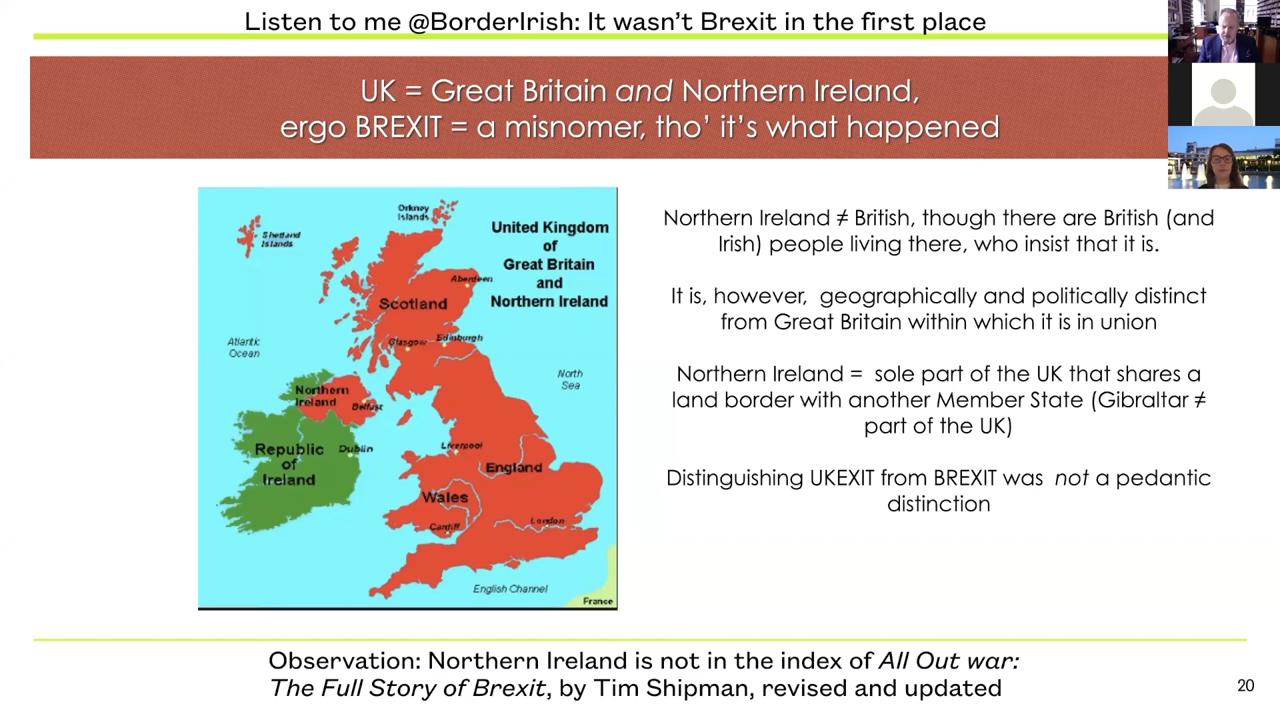 Listen to me @BorderIrish: It wasn’t Brexit in the first place
UK = Great Britain and Northern Ireland,
ergo BREXIT = a misnomer, tho’ it’s what happened
Orkney
Islands
Shetland
Islands
United Kingdom
of
Great Britain
and
Northern Ireland
Aberdeen
Scotland
Atlantic
Ocean
Glasgow
Edinburgh
North
Sea
Northern
Ireland
Belfast
Republic
of
Ireland
Dublin
Liverpool
England
Wales
Cardiff
London
English Channel
France
Northern Ireland ≠ British, though there are British (and
Irish) people living there, who insist that it is.
It is, however, geographically and politically distinct
from Great Britain within which it is in union
Northern Ireland = sole part of the UK that shares a
land border with another Member State (Gibraltar ≠
part of the UK)
Distinguishing UKEXIT from BREXIT was not a pedantic
distinction
Observation: Northern Ireland is not in the index of All Out war:
The Full Story of Brexit, by Tim Shipman, revised and updated
20